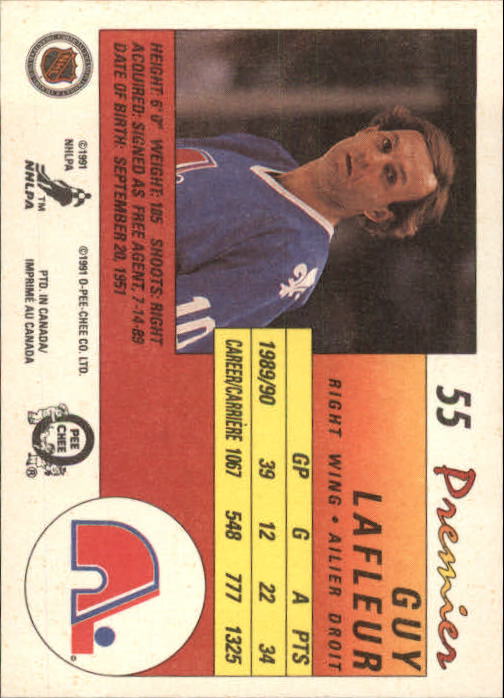 55 Premier
GUY
LAFLEUR
RIGHT WING • AILIER DROIT
GP G A PTS
1989/90 39 12 22 34
CAREER/CARRIÈRE 1067 548 777 1325
10
HEIGHT: 6' 0" WEIGHT: 185 SHOOTS: RIGHT
ACQUIRED: SIGNED AS FREE AGENT, 7-14-89
DATE OF BIRTH: SEPTEMBER 20, 1951
NHL
©1991
NHLPA
™
NHLPA
©1991 O-PEE-CHEE CO. LTD.
PTD. IN CANADA/
IMPRIMÉ AU CANADA
O
PEE
CHEE
®
®